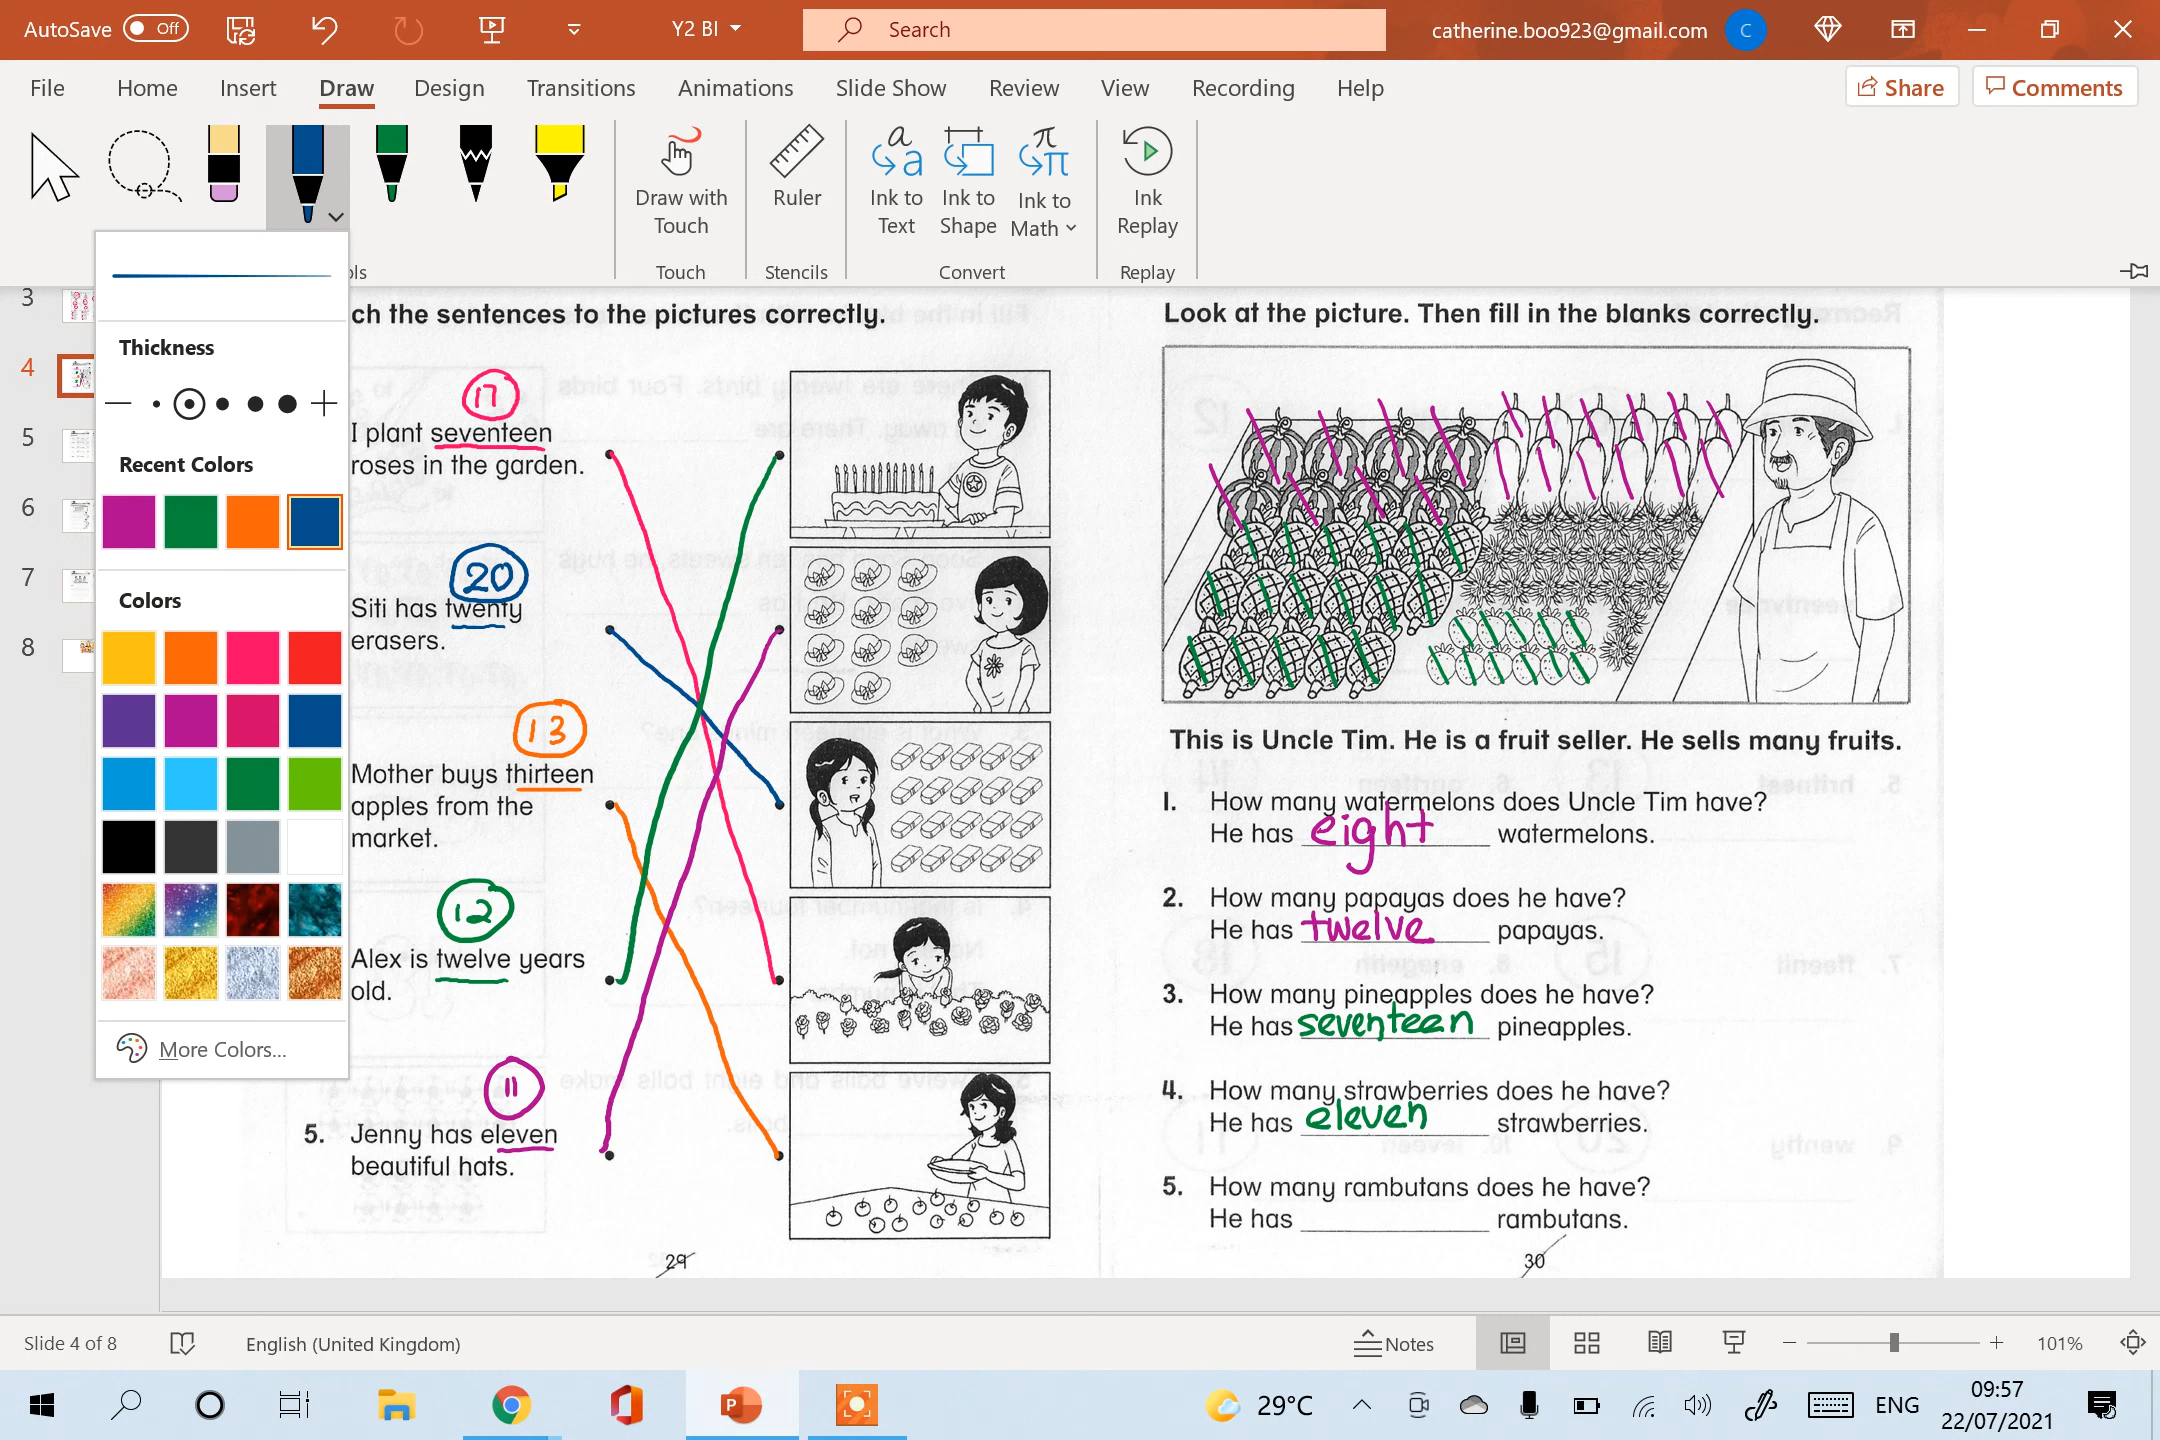 AutoSave Off Y2 BI Search catherine.boo923@gmail.com C
File Home Insert Draw Design Transitions Animations Slide Show Review View Recording Help Share Comments
Draw with Touch Ruler Ink to Text Ink to Shape Ink to Math Ink Replay
Touch Stencils Convert Replay
Thickness
Recent Colors
Colors
More Colors...
3
4
5
6
7
8
ch the sentences to the pictures correctly.
17
I plant seventeen
roses in the garden.
20
Siti has twenty
erasers.
13
Mother buys thirteen
apples from the
market.
12
Alex is twelve years
old.
11
5. Jenny has eleven
beautiful hats.
29
Look at the picture. Then fill in the blanks correctly.
This is Uncle Tim. He is a fruit seller. He sells many fruits.
1. How many watermelons does Uncle Tim have?
He has eight watermelons.
2. How many papayas does he have?
He has twelve papayas.
3. How many pineapples does he have?
He has seventeen pineapples.
4. How many strawberries does he have?
He has eleven strawberries.
5. How many rambutans does he have?
He has ______ rambutans.
30
Slide 4 of 8 English (United Kingdom) Notes 101%
29°C ENG 09:57
22/07/2021